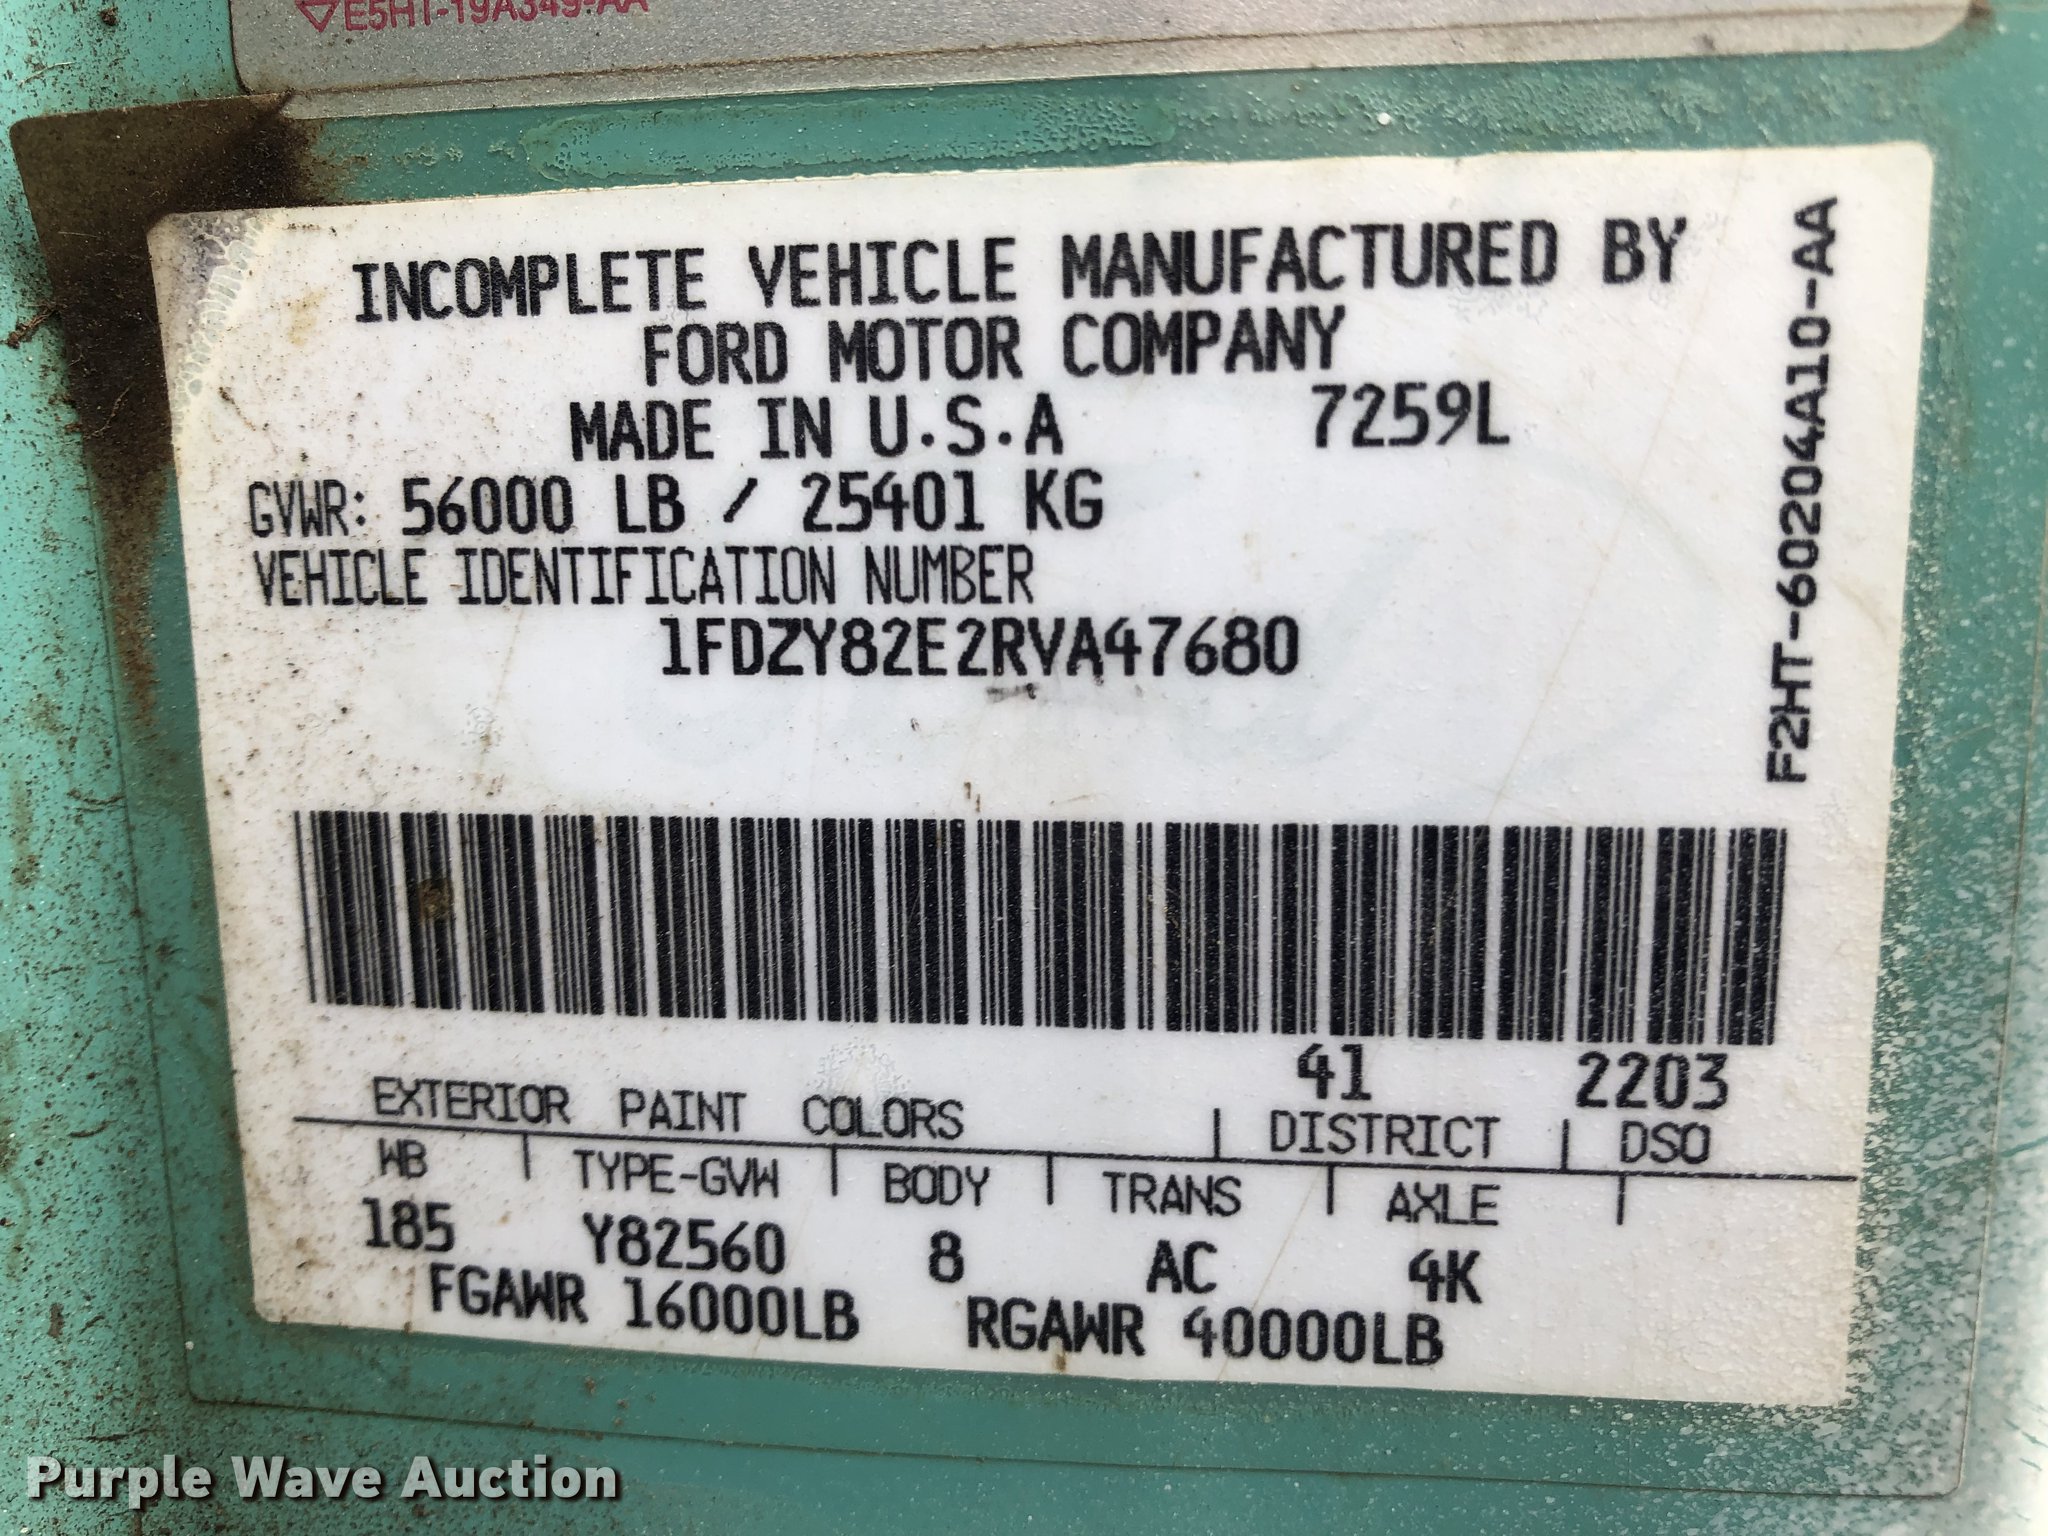 E5HT-19A349-AA
INCOMPLETE VEHICLE MANUFACTURED BY
FORD MOTOR COMPANY
MADE IN U.S.A 7259L
GVWR: 56000 LB / 25401 KG
VEHICLE IDENTIFICATION NUMBER
1FDZY82E2RVA47680
F2HT-60204A10-AA
41 2203
EXTERIOR PAINT COLORS | DISTRICT | DSO
WB | TYPE-GVW | BODY | TRANS | AXLE |
185 Y82560 8 AC 4K
FGAWR 16000LB RGAWR 40000LB
Purple Wave Auction